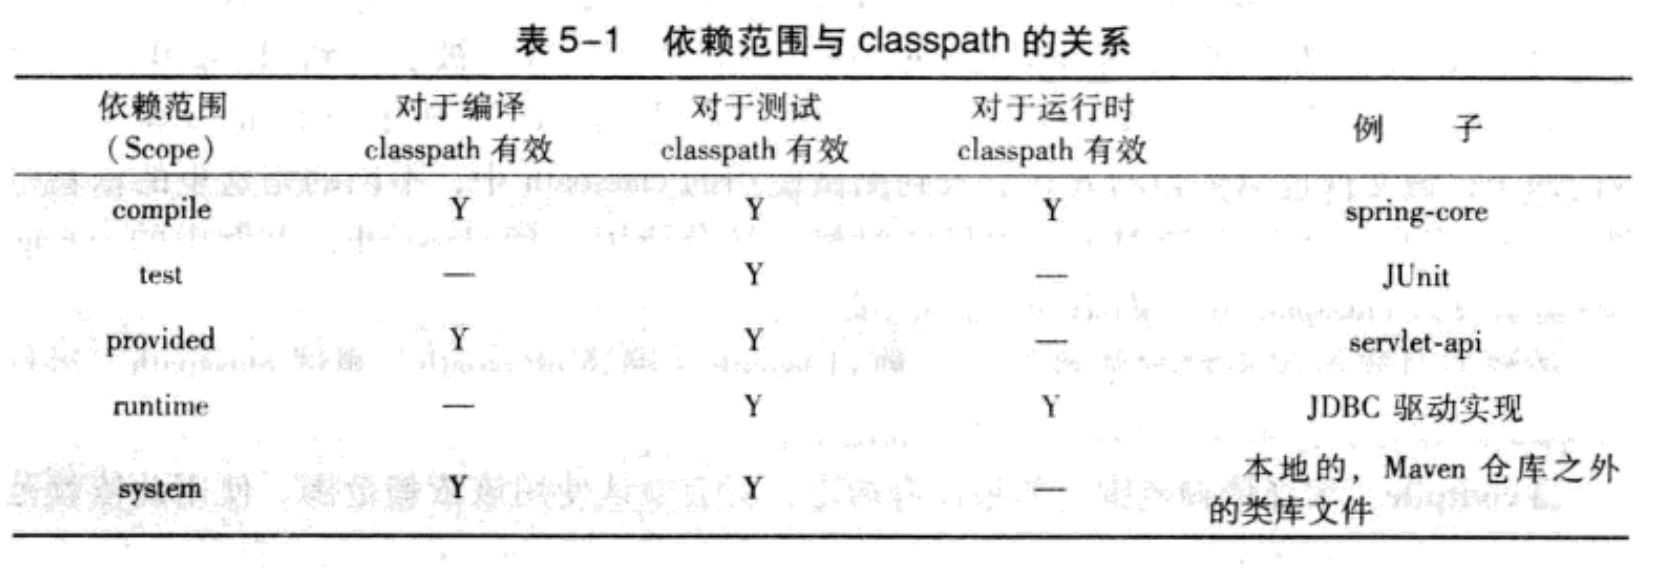 表 5-1 依赖范围与 classpath 的关系
依赖范围 (Scope) 对于编译 classpath 有效 对于测试 classpath 有效 对于运行时 classpath 有效 例 子
compile Y Y Y spring-core
test — Y — JUnit
provided Y Y — servlet-api
runtime — Y Y JDBC 驱动实现
system Y Y — 本地的，Maven 仓库之外
的类库文件